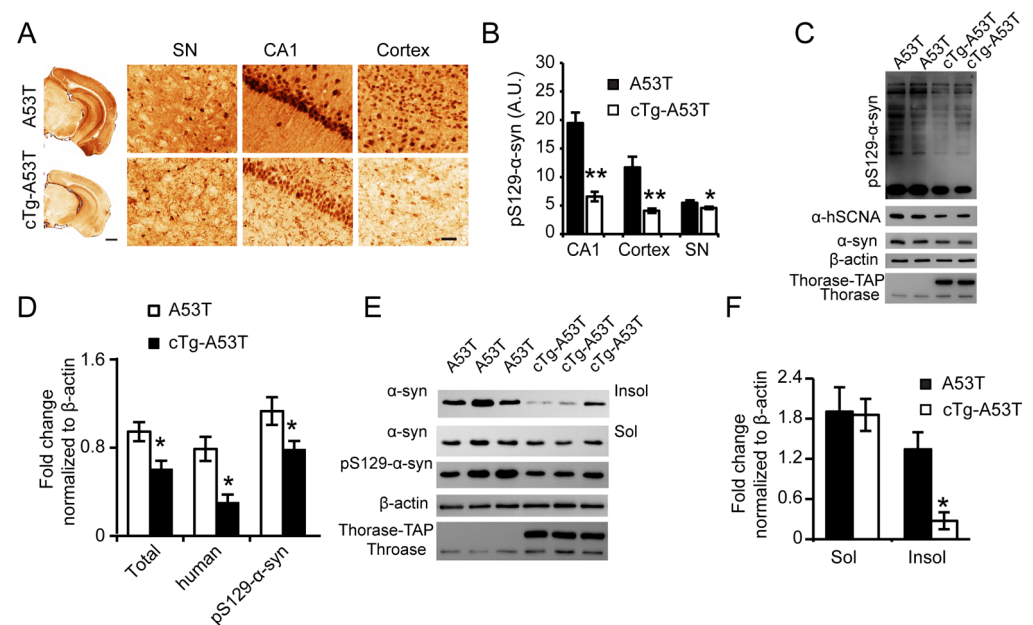 A
SN
CA1
Cortex
A53T
cTg-A53T
B
pS129-α-syn (A.U.)
30
25
20
15
10
5
0
A53T
cTg-A53T
**
**
*
CA1
Cortex
SN
C
A53T
A53T
cTg-A53T
cTg-A53T
pS129-α-syn
α-hSCNA
α-syn
β-actin
Thorase-TAP
Thorase
D
A53T
cTg-A53T
Fold change
normalized to β-actin
1.6
0.8
0
*
*
*
Total
human
pS129-α-syn
E
A53T
A53T
A53T
cTg-A53T
cTg-A53T
cTg-A53T
α-syn
Insol
α-syn
Sol
pS129-α-syn
β-actin
Thorase-TAP
Throase
F
A53T
cTg-A53T
Fold change
normalized to β-actin
2.4
1.8
1.2
0.6
0
*
Sol
Insol